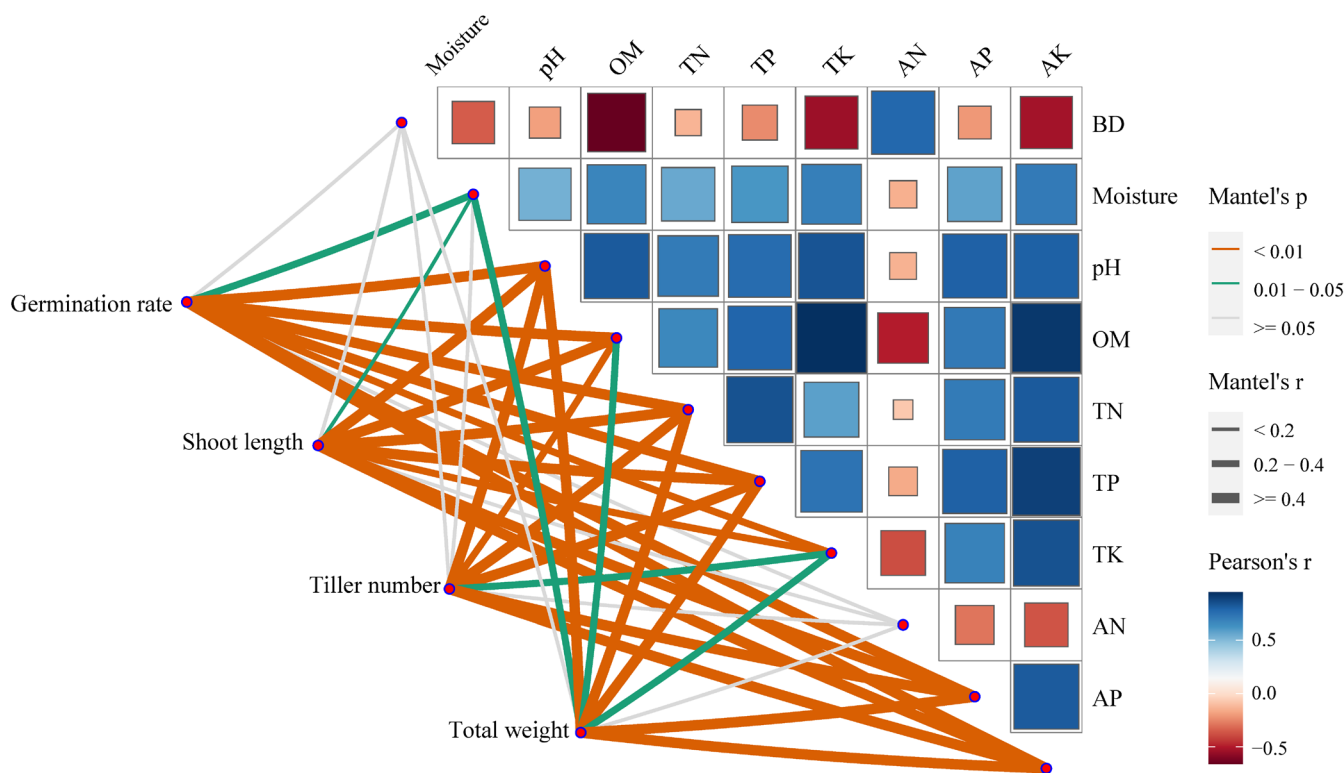 Moisture pH OM TN TP TK AN AP AK
BD
Moisture
pH
OM
TN
TP
TK
AN
AP
Germination rate
Shoot length
Tiller number
Total weight
Mantel's p
< 0.01
0.01 − 0.05
>= 0.05
Mantel's r
< 0.2
0.2 − 0.4
>= 0.4
Pearson's r
0.5
0.0
−0.5